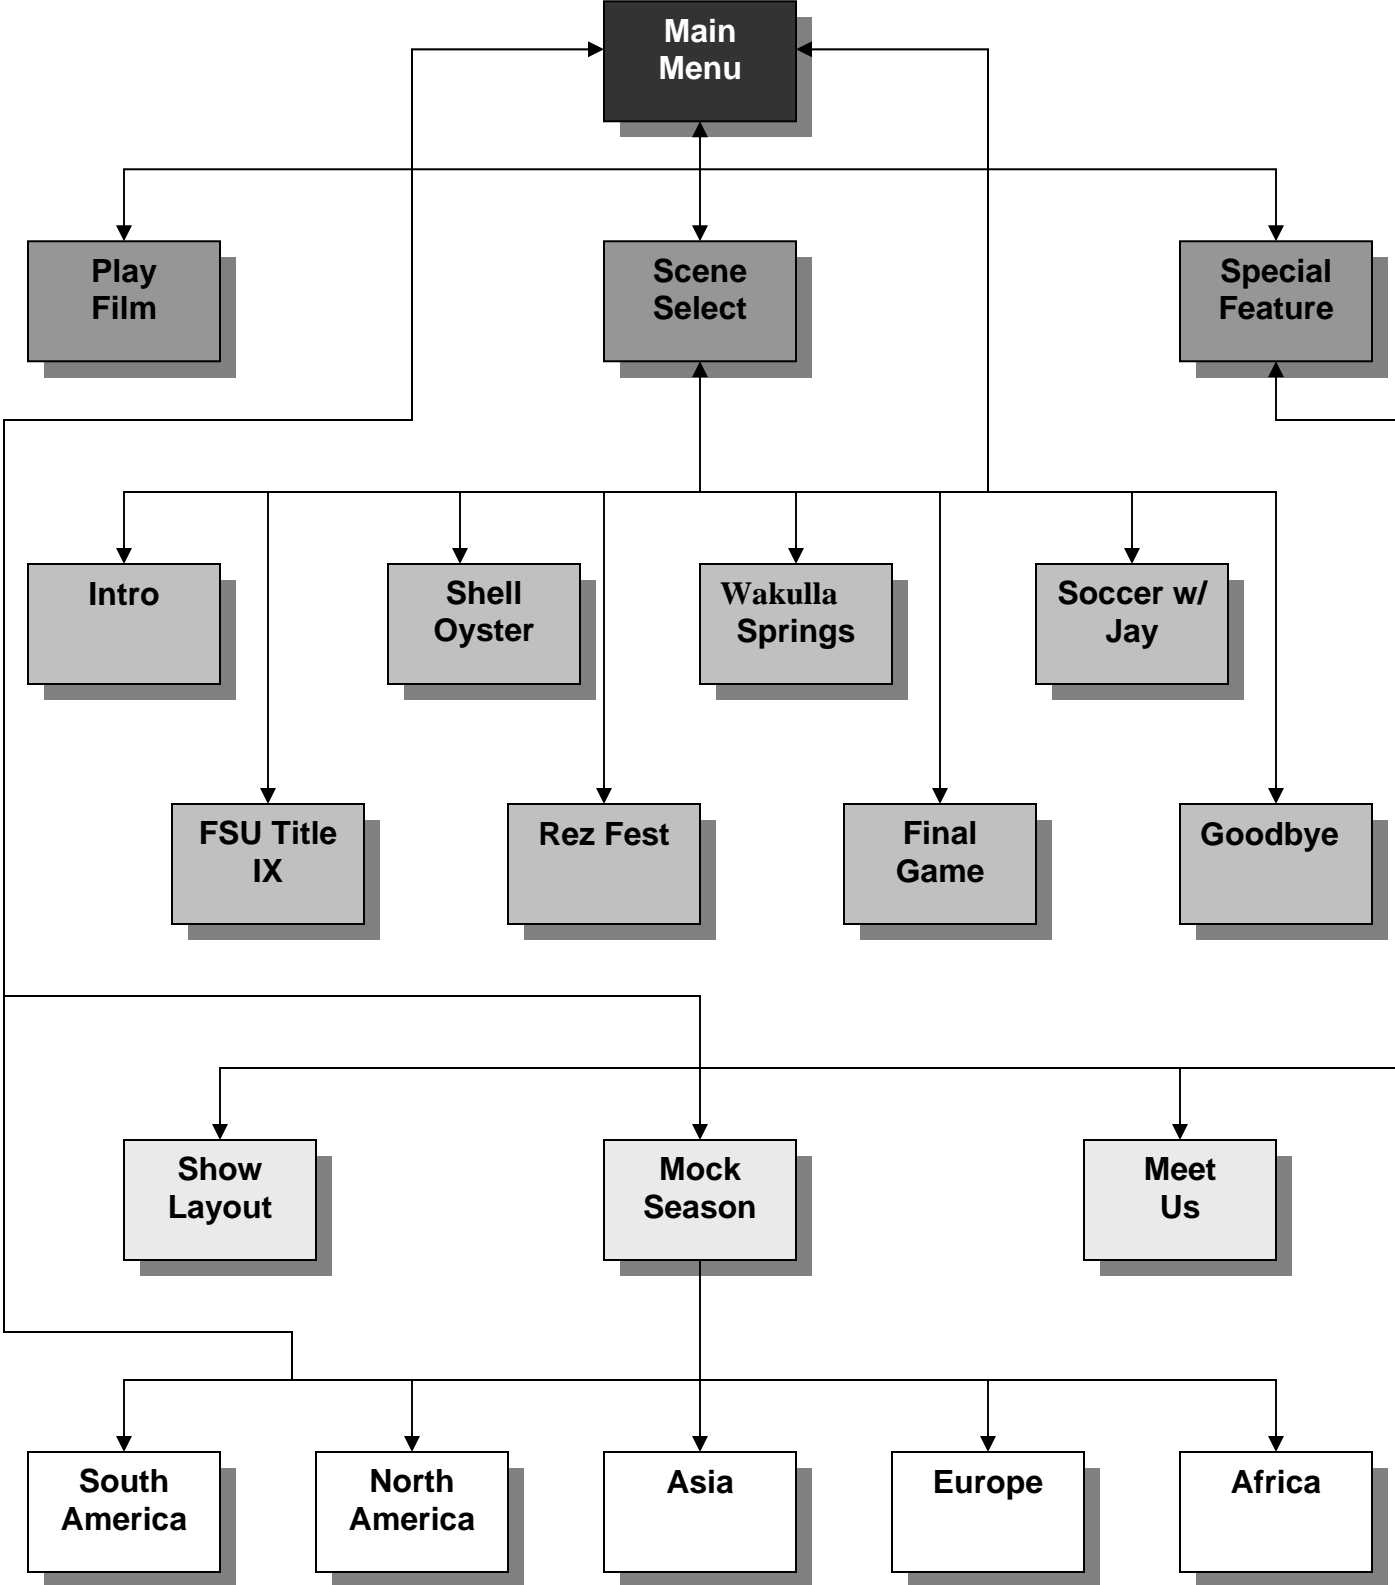 Main
Menu
Play
Film
Scene
Select
Special
Feature
Intro
Shell
Oyster
Wakulla
Springs
Soccer w/
Jay
FSU Title
IX
Rez Fest
Final
Game
Goodbye
Show
Layout
Mock
Season
Meet
Us
South
America
North
America
Asia
Europe
Africa